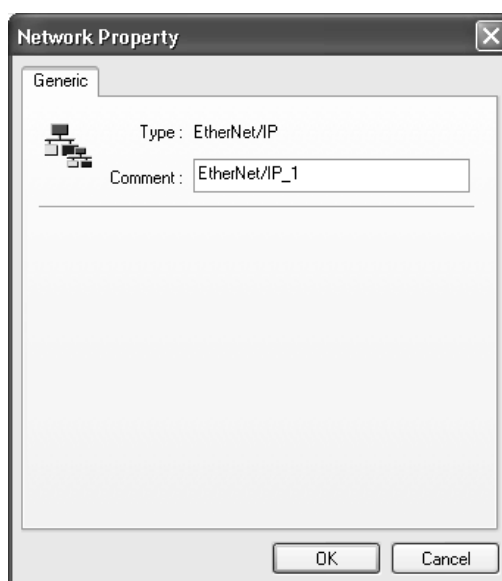 Network Property
Generic
Type : EtherNet/IP
Comment : EtherNet/IP_1
OK Cancel